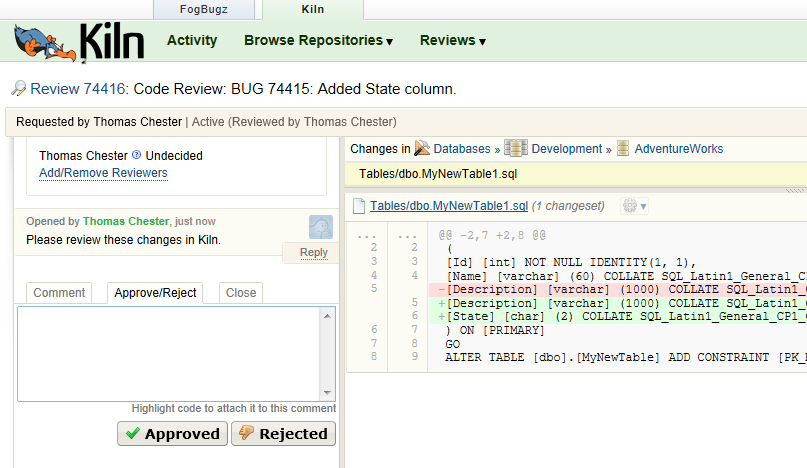 FogBugz Kiln
Kiln Activity Browse Repositories Reviews
Review 74416: Code Review: BUG 74415: Added State column.
Requested by Thomas Chester | Active (Reviewed by Thomas Chester)
Thomas Chester ? Undecided
Add/Remove Reviewers
Opened by Thomas Chester, just now
Please review these changes in Kiln.
Reply
Comment Approve/Reject Close
Highlight code to attach it to this comment
Approved Rejected
Changes in Databases » Development » AdventureWorks
Tables/dbo.MyNewTable1.sql
Tables/dbo.MyNewTable1.sql (1 changeset)
... ... @@ -2,7 +2,8 @@
2 2 (
3 3 [Id] [int] NOT NULL IDENTITY(1, 1),
4 4 [Name] [varchar] (60) COLLATE SQL_Latin1_General_C
5 -[Description] [varchar] (1000) COLLATE SQL_Latin1_
5 +[Description] [varchar] (1000) COLLATE SQL_Latin1_
6 +[State] [char] (2) COLLATE SQL_Latin1_General_CP1_
6 7 ) ON [PRIMARY]
7 8 GO
8 9 ALTER TABLE [dbo].[MyNewTable] ADD CONSTRAINT [PK_